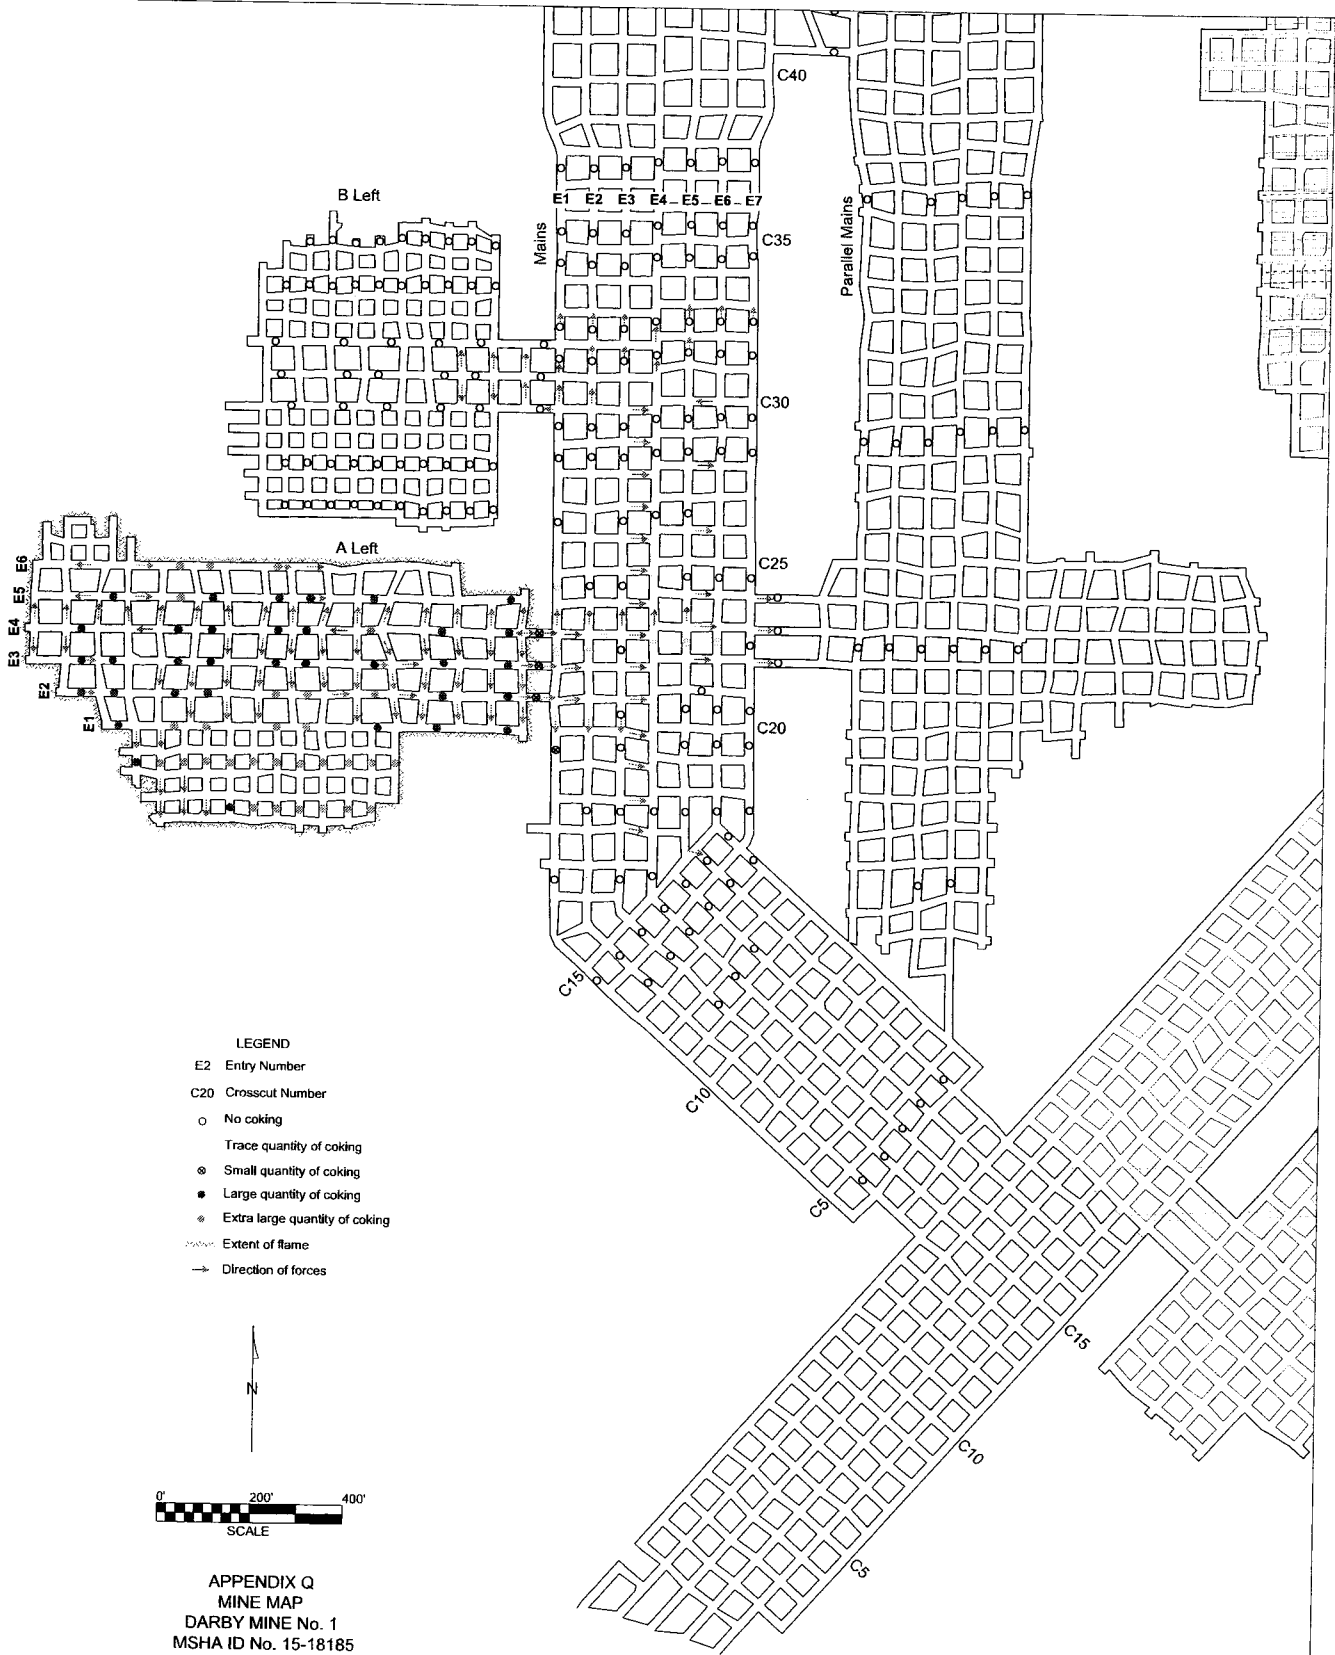 C40
B Left
E1 E2 E3 E4 E5 E6 E7
Mains
C35
Parallel Mains
C30
A Left
C25
E6
E5
E4
E3
E2
E1
C20
C15
C10
C5
C15
C10
C5
LEGEND
E2 Entry Number
C20 Crosscut Number
No coking
Trace quantity of coking
Small quantity of coking
Large quantity of coking
Extra large quantity of coking
Extent of flame
Direction of forces
N
0' 200' 400'
SCALE
APPENDIX Q
MINE MAP
DARBY MINE No. 1
MSHA ID No. 15-18185